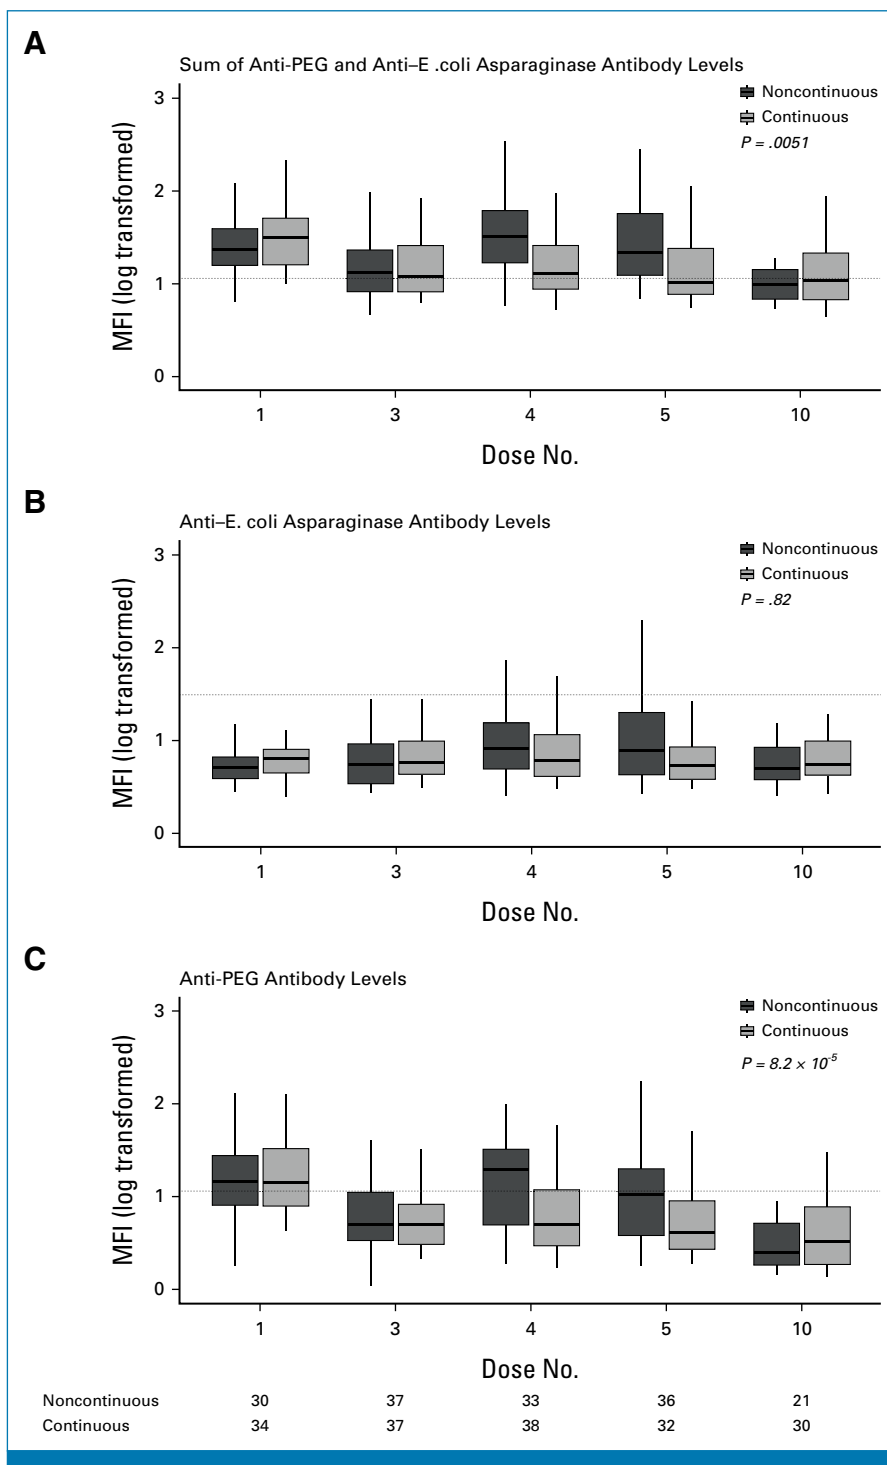 A
Sum of Anti-PEG and Anti–E .coli Asparaginase Antibody Levels
Noncontinuous
Continuous
P = .0051
MFI (log transformed)
3
2
1
0
1 3 4 5 10
Dose No.
B
Anti–E. coli Asparaginase Antibody Levels
Noncontinuous
Continuous
P = .82
MFI (log transformed)
3
2
1
0
1 3 4 5 10
Dose No.
C
Anti-PEG Antibody Levels
Noncontinuous
Continuous
P = 8.2 × 10⁻⁵
MFI (log transformed)
3
2
1
0
1 3 4 5 10
Dose No.
Noncontinuous 30 37 33 36 21
Continuous 34 37 38 32 30